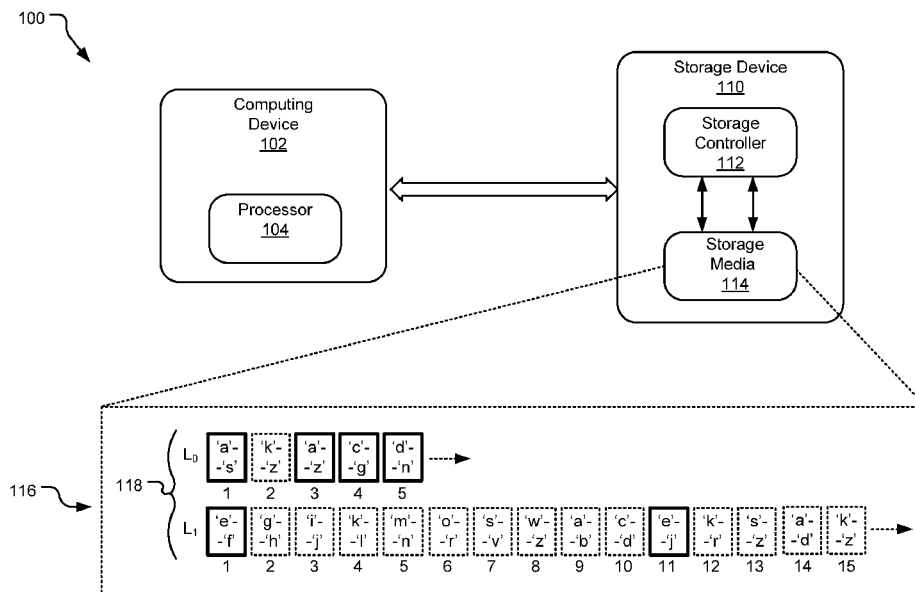 100
Computing
Device
102
Processor
104
Storage Device
110
Storage
Controller
112
Storage
Media
114
116
118
L0
‘a’- ‘k’- ‘a’- ‘c’- ‘d’-
-‘s’ -‘z’ -‘z’ -‘g’ -‘n’
1 2 3 4 5
L1
‘e’- ‘g’- ‘i’- ‘k’- ‘m’- ‘o’- ‘s’- ‘w’- ‘a’- ‘c’- ‘e’- ‘k’- ‘s’- ‘a’- ‘k’-
-‘f’ -‘h’ -‘j’ -‘l’ -‘n’ -‘r’ -‘v’ -‘z’ -‘b’ -‘d’ -‘j’ -‘r’ -‘z’ -‘d’ -‘z’
1 2 3 4 5 6 7 8 9 10 11 12 13 14 15